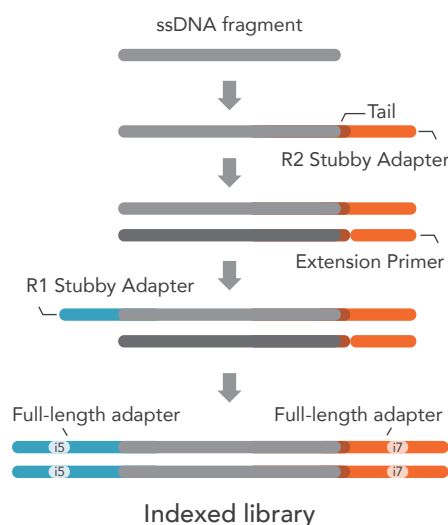 ssDNA fragment
Tail
R2 Stubby Adapter
Extension Primer
R1 Stubby Adapter
Full-length adapter Full-length adapter
i5 i7
i5 i7
Indexed library